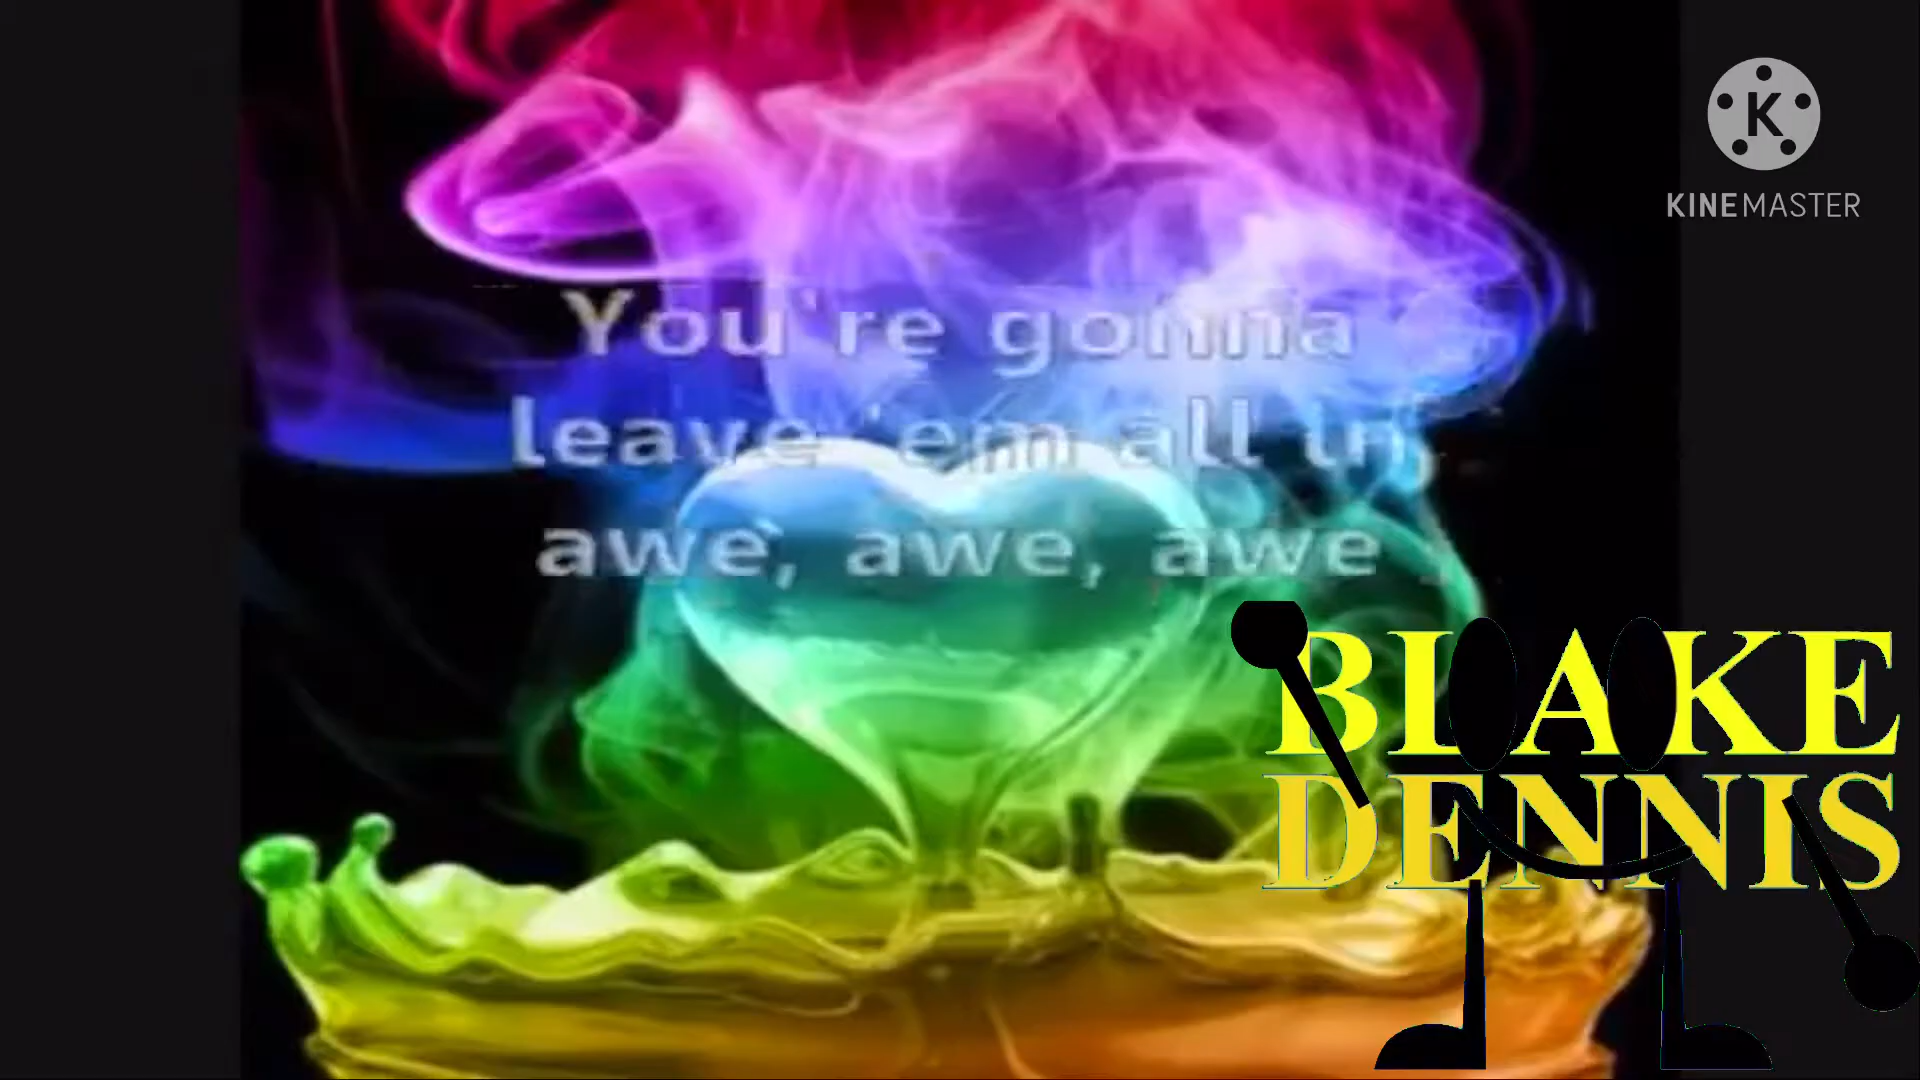 K
KINEMASTER
You're gonna
leave 'em all in
awe, awe, awe
BLAKE
DENNIS